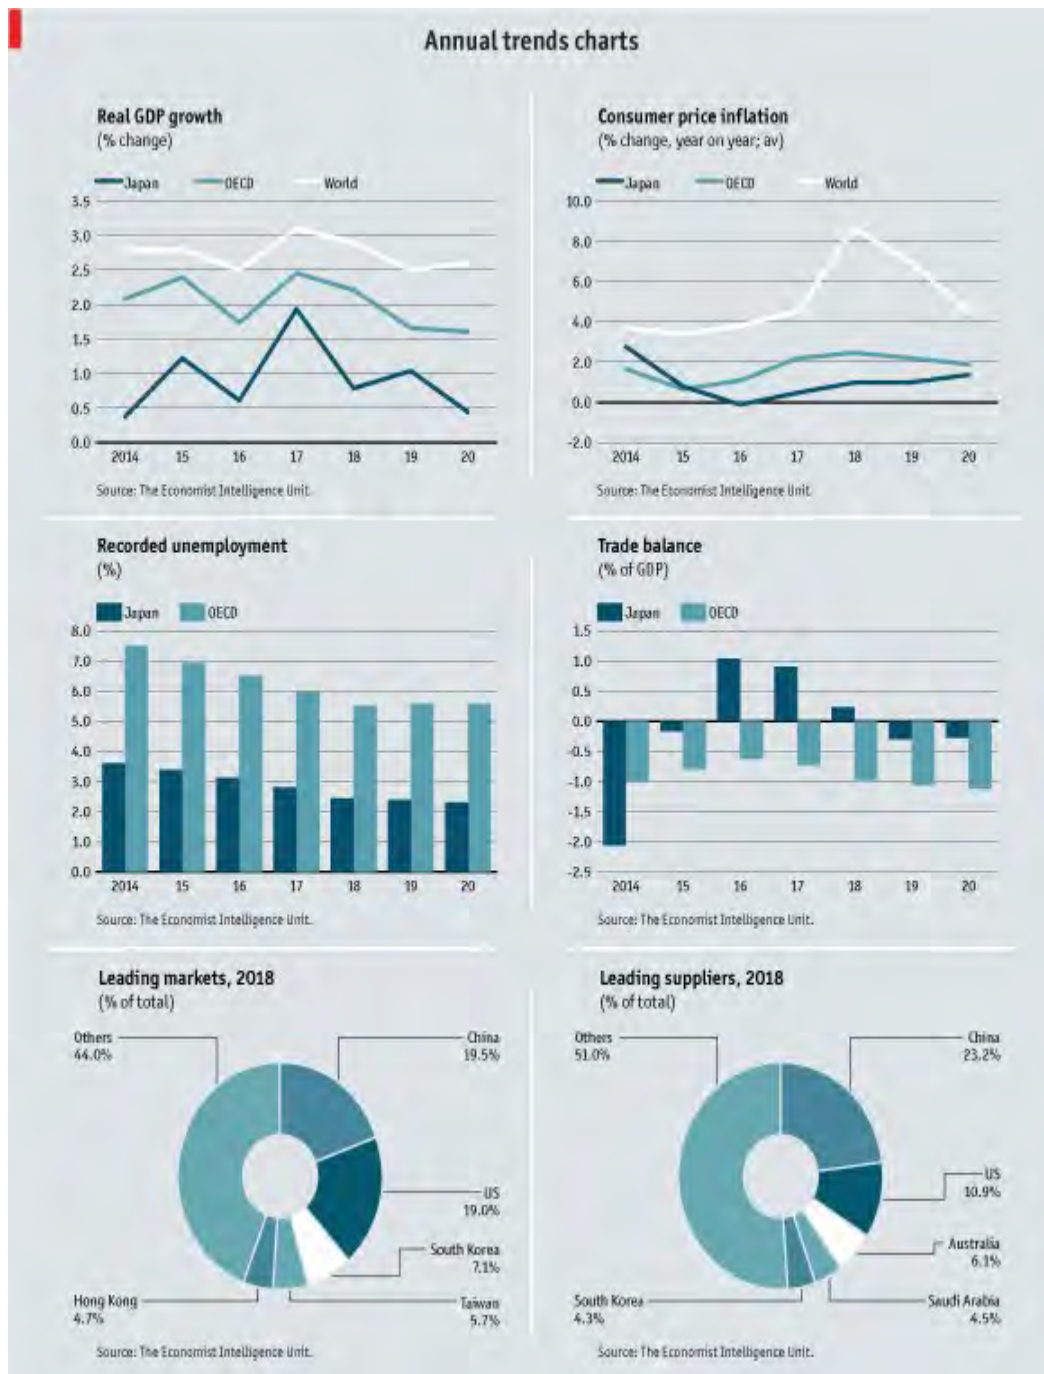 Annual trends charts
Real GDP growth
(% change)
Japan OECD World
3.5
3.0
2.5
2.0
1.5
1.0
0.5
0.0
2014 15 16 17 18 19 20
Source: The Economist Intelligence Unit.
Consumer price inflation
(% change, year on year; av)
Japan OECD World
10.0
8.0
6.0
4.0
2.0
0.0
-2.0
2014 15 16 17 18 19 20
Source: The Economist Intelligence Unit.
Recorded unemployment
(%)
Japan OECD
8.0
7.0
6.0
5.0
4.0
3.0
2.0
1.0
0.0
2014 15 16 17 18 19 20
Source: The Economist Intelligence Unit.
Trade balance
(% of GDP)
Japan OECD
1.5
1.0
0.5
0.0
-0.5
-1.0
-1.5
-2.0
-2.5
2014 15 16 17 18 19 20
Source: The Economist Intelligence Unit.
Leading markets, 2018
(% of total)
Others
44.0%
China
19.5%
US
19.0%
South Korea
7.1%
Taiwan
5.7%
Hong Kong
4.7%
Source: The Economist Intelligence Unit.
Leading suppliers, 2018
(% of total)
Others
51.0%
China
23.2%
US
10.9%
Australia
6.1%
Saudi Arabia
4.5%
South Korea
4.3%
Source: The Economist Intelligence Unit.